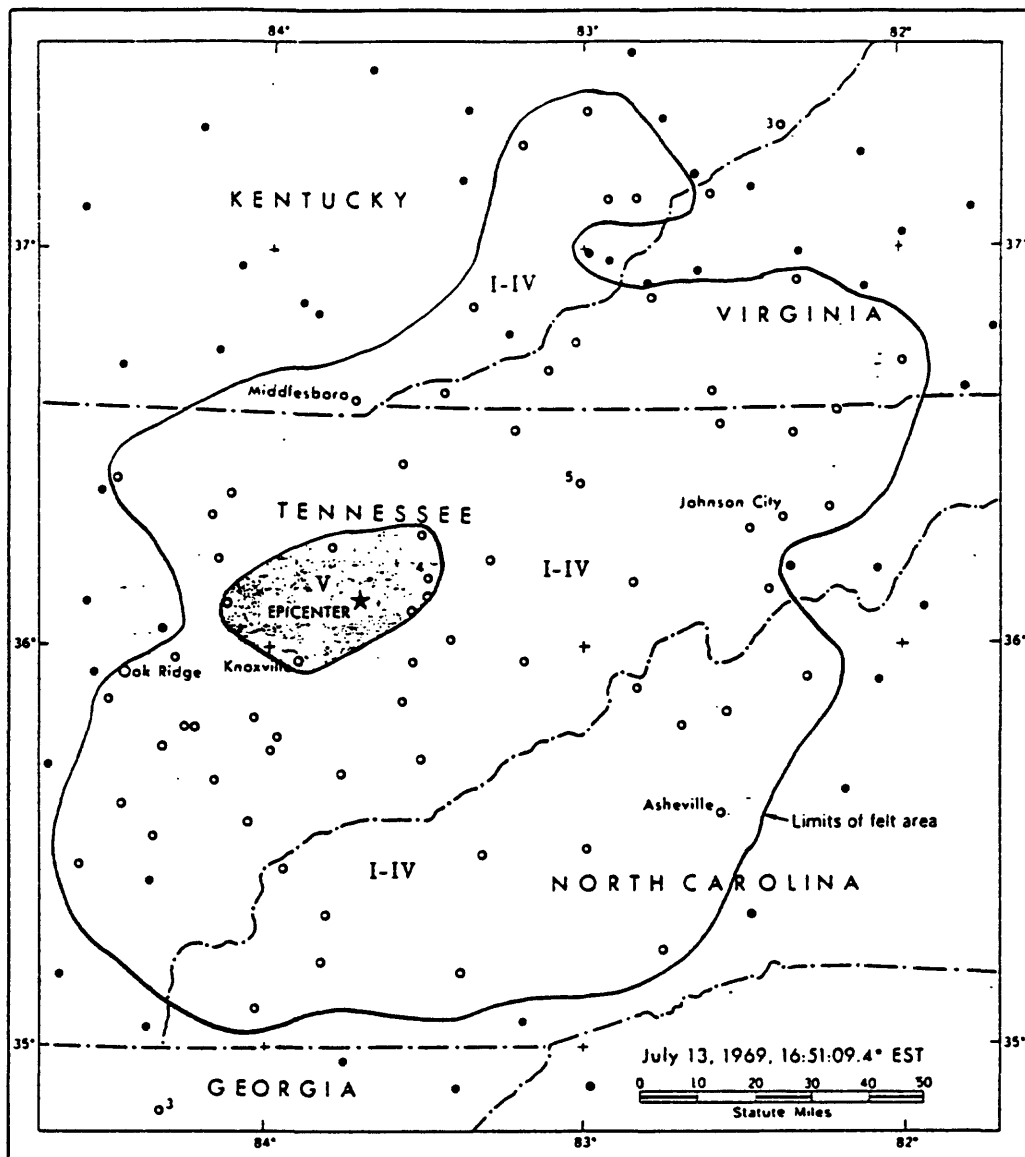 84° 83° 82°
3
KENTUCKY
37° 37°
I-IV
VIRGINIA
Middlesboro
5
TENNESSEE
Johnson City
4
V
I-IV
EPICENTER
36° 36°
Oak Ridge Knoxville
Asheville
Limits of felt area
I-IV
NORTH CAROLINA
35° 35°
July 13, 1969, 16:51:09.4* EST
GEORGIA
0 10 20 30 40 50
3
Statute Miles
84° 83° 82°